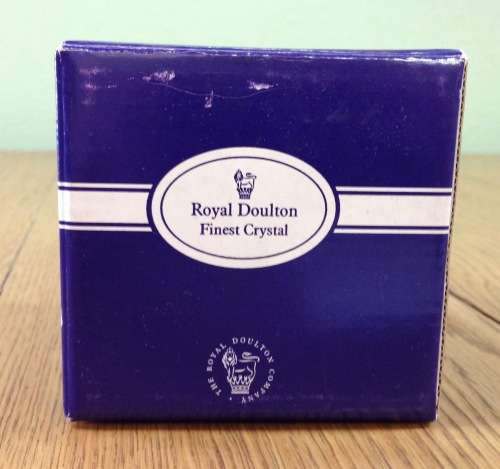 Royal Doulton
Finest Crystal
• THE ROYAL DOULTON COMPANY •